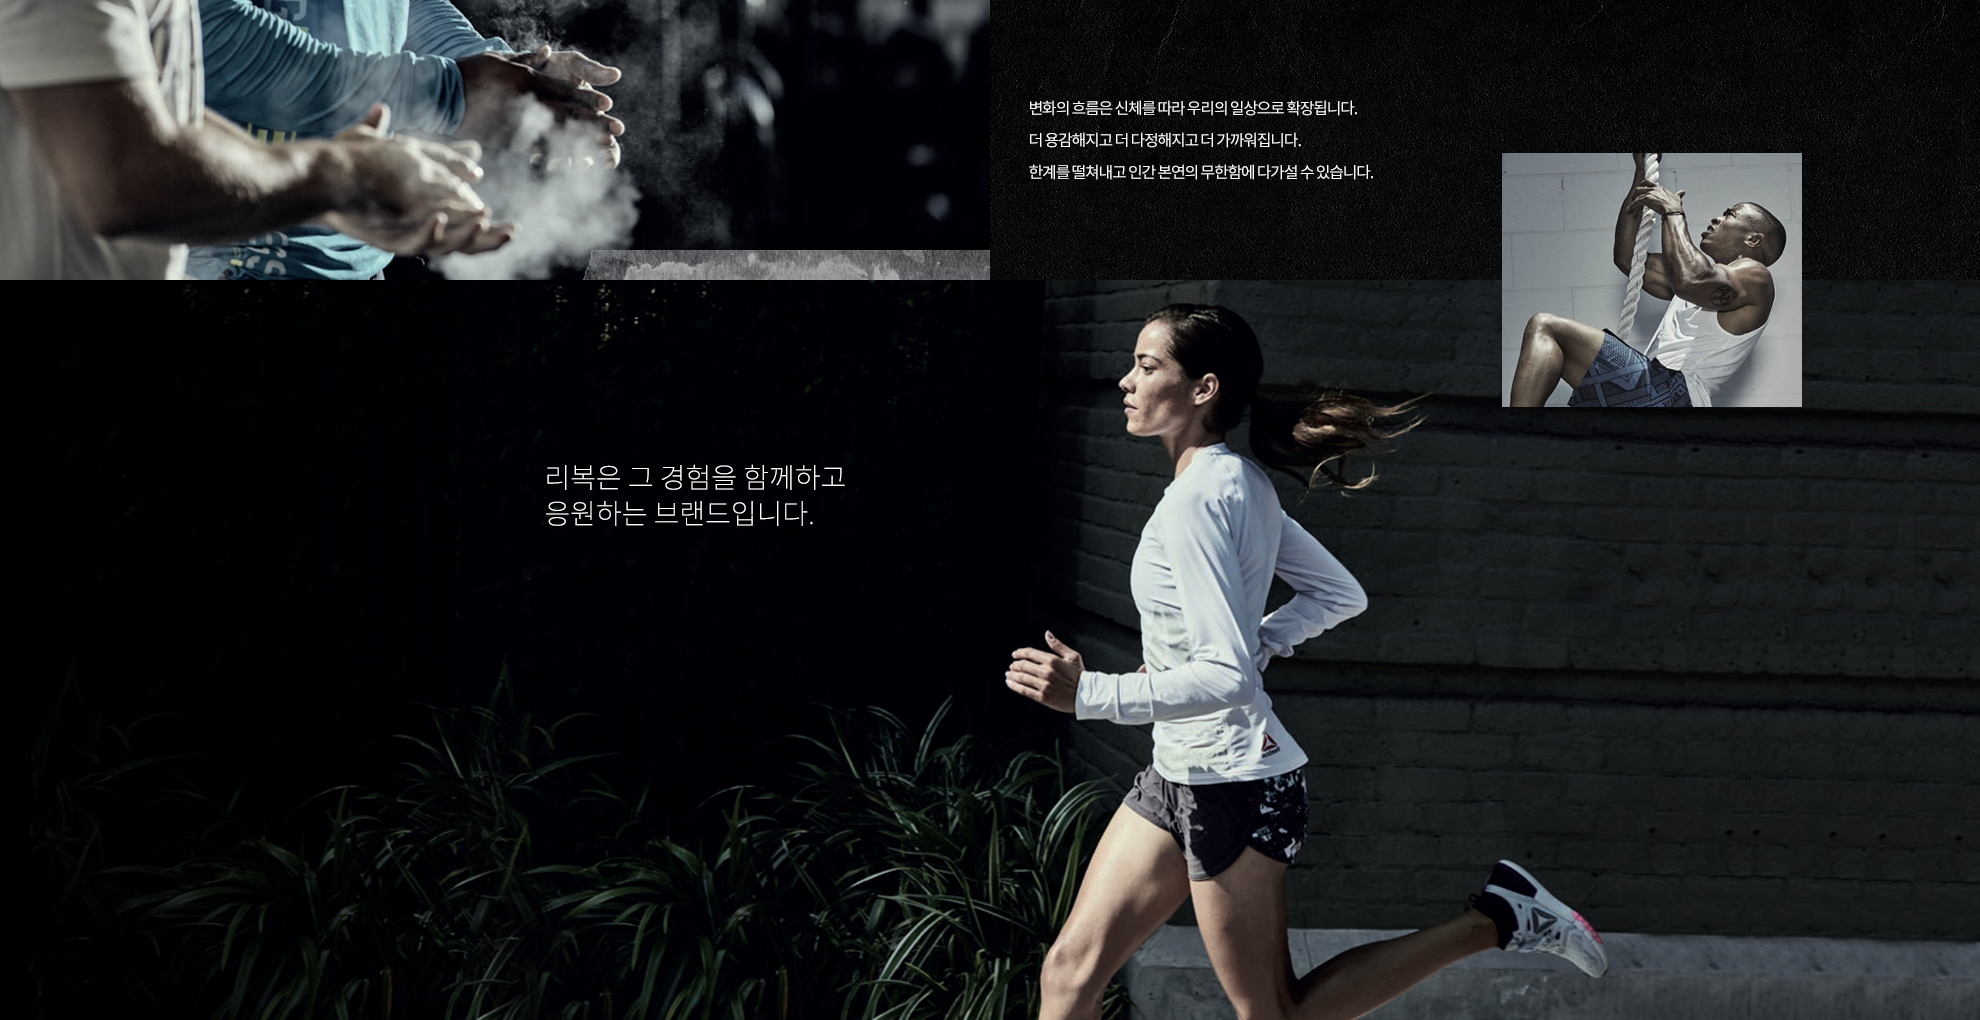 변화의 흐름은 신체를 따라 우리의 일상으로 확장됩니다.
더 용감해지고 더 다정해지고 더 가까워집니다.
한계를 떨쳐내고 인간 본연의 무한함에 다가설 수 있습니다.
리복은 그 경험을 함께하고
응원하는 브랜드입니다.